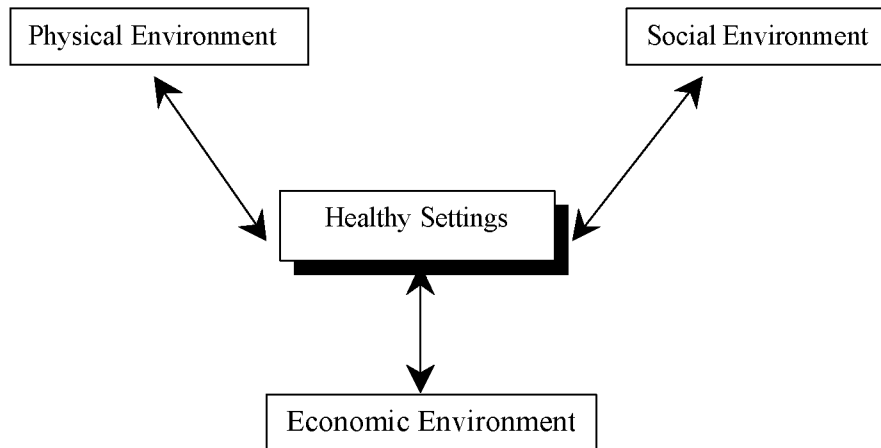 Physical Environment
Social Environment
Healthy Settings
Economic Environment